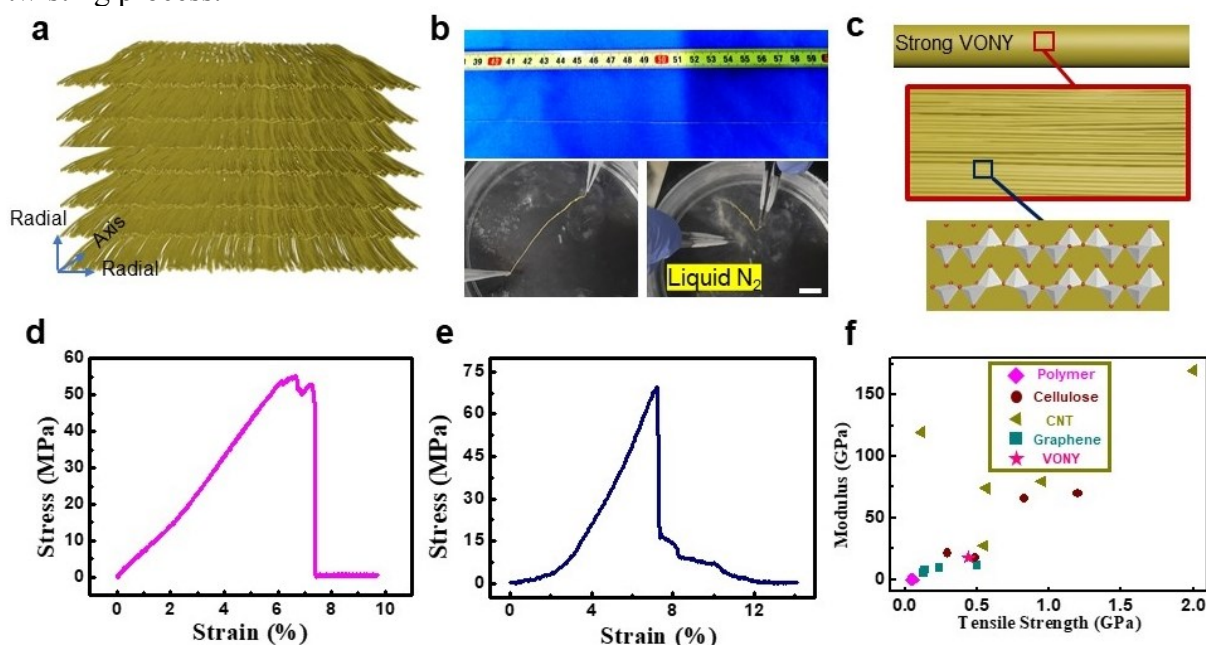 twisting process.
a
b
c
Radial
Axis
Radial
39 40 41 42 43 44 45 46 47 48 49 50 51 52 53 54 55 56 57 58 59
Liquid N₂
Strong VONY
d
Stress (MPa)
60
50
40
30
20
10
0
0 2 4 6 8 10
Strain (%)
e
Stress (MPa)
75
60
45
30
15
0
0 4 8 12
Strain (%)
f
Modulus (GPa)
150
100
50
0
Polymer
Cellulose
CNT
Graphene
VONY
0.0 0.5 1.0 2.0
Tensile Strength (GPa)